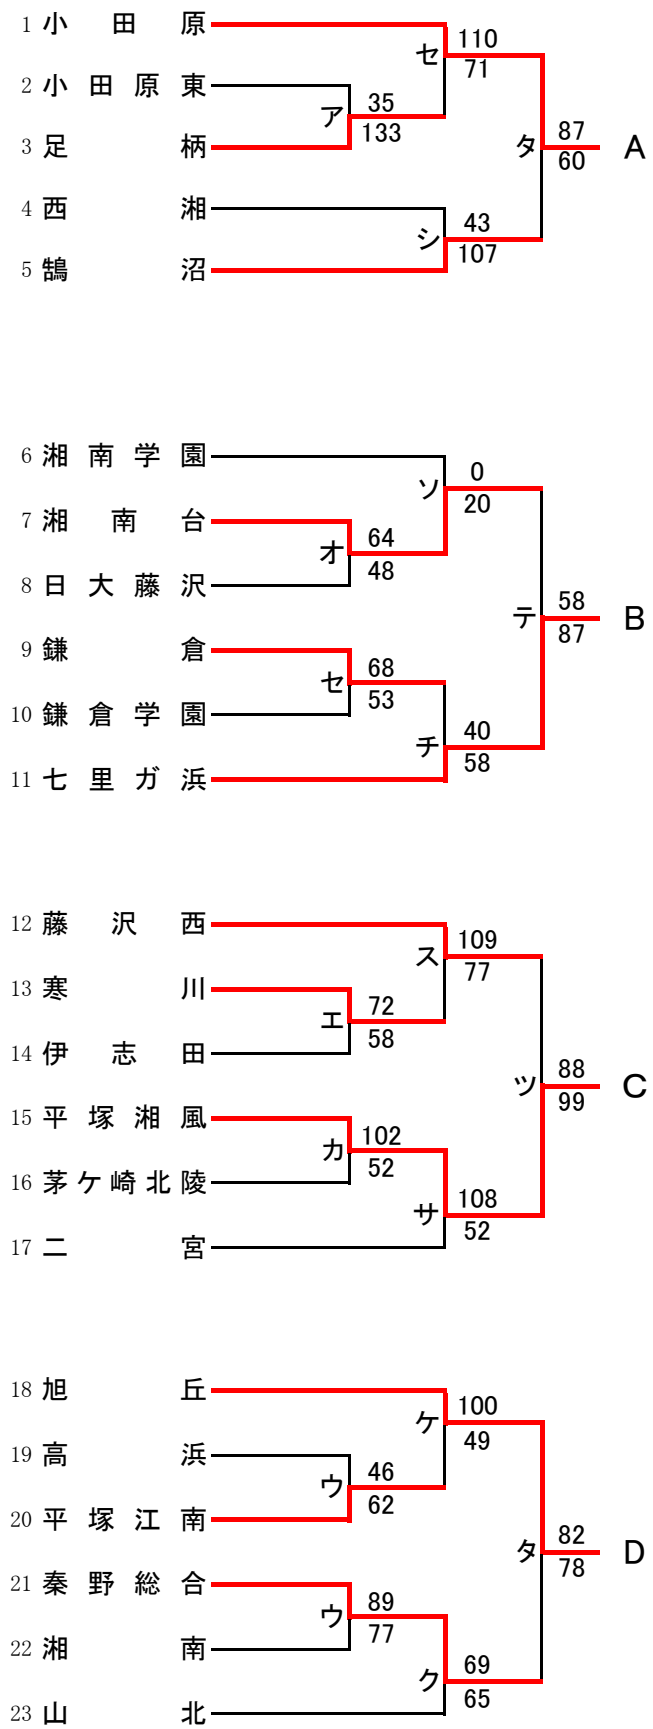 1 小田原
セ 110
71
2 小田原東
ア 35
133
3 足柄
タ 87
60
A
4 西湘
シ 43
107
5 鵠沼
6 湘南学園
ソ 0
20
7 湘南台
オ 64
48
8 日大藤沢
テ 58
87
B
9 鎌倉
セ 68
53
10 鎌倉学園
チ 40
58
11 七里ガ浜
12 藤沢西
ス 109
77
13 寒川
エ 72
58
14 伊志田
ツ 88
99
C
15 平塚湘風
カ 102
52
16 茅ケ崎北陵
サ 108
52
17 二宮
18 旭丘
ケ 100
49
19 高浜
ウ 46
62
20 平塚江南
タ 82
78
D
21 秦野総合
ウ 89
77
22 湘南
ク 69
65
23 山北